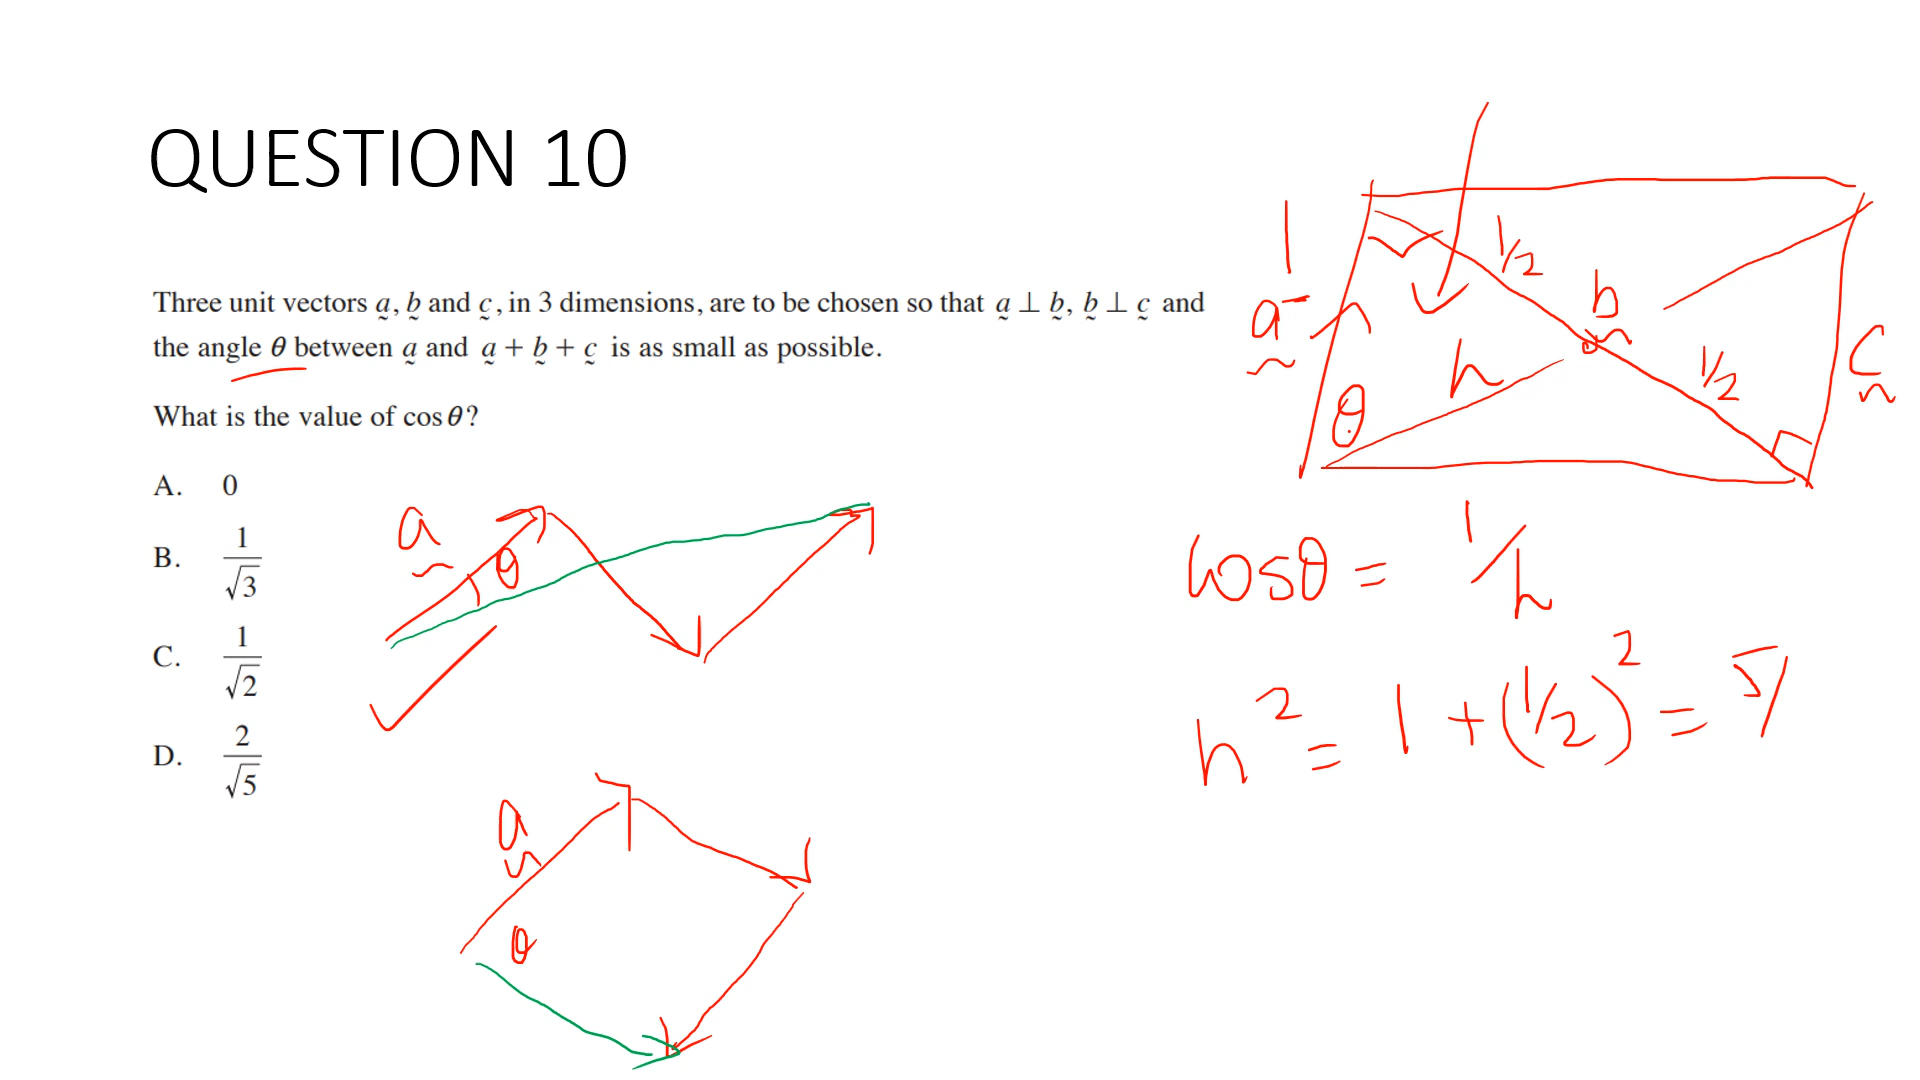 QUESTION 10
Three unit vectors a, b and c, in 3 dimensions, are to be chosen so that a ⊥ b, b ⊥ c and
the angle θ between a and a + b + c is as small as possible.
What is the value of cos θ?
A. 0
B. 1/√3
C. 1/√2
D. 2/√5
a
θ
a
θ
1
a
1/2
b
h
1/2
c
θ
cosθ = 1/h
h² = 1 + (1/2)² = 5/